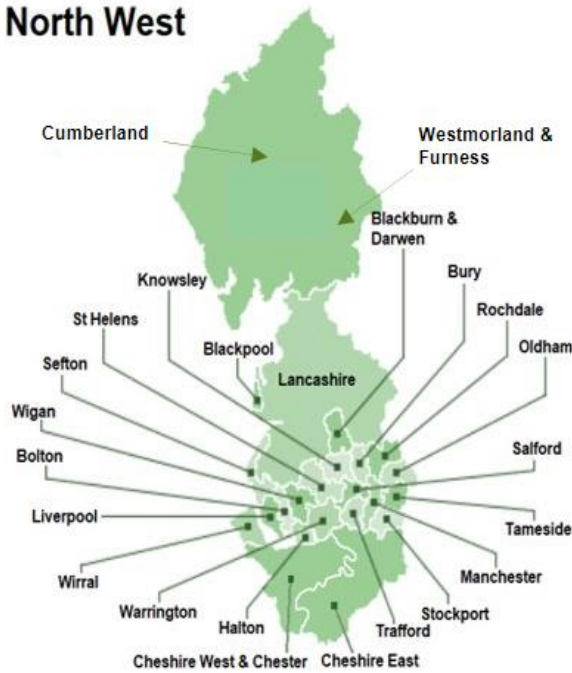 North West
Cumberland
Westmorland &
Furness
Blackburn &
Darwen
Knowsley
Bury
St Helens
Rochdale
Blackpool
Oldham
Sefton
Lancashire
Wigan
Salford
Bolton
Liverpool
Tameside
Wirral
Manchester
Warrington
Stockport
Halton
Trafford
Cheshire West & Chester
Cheshire East